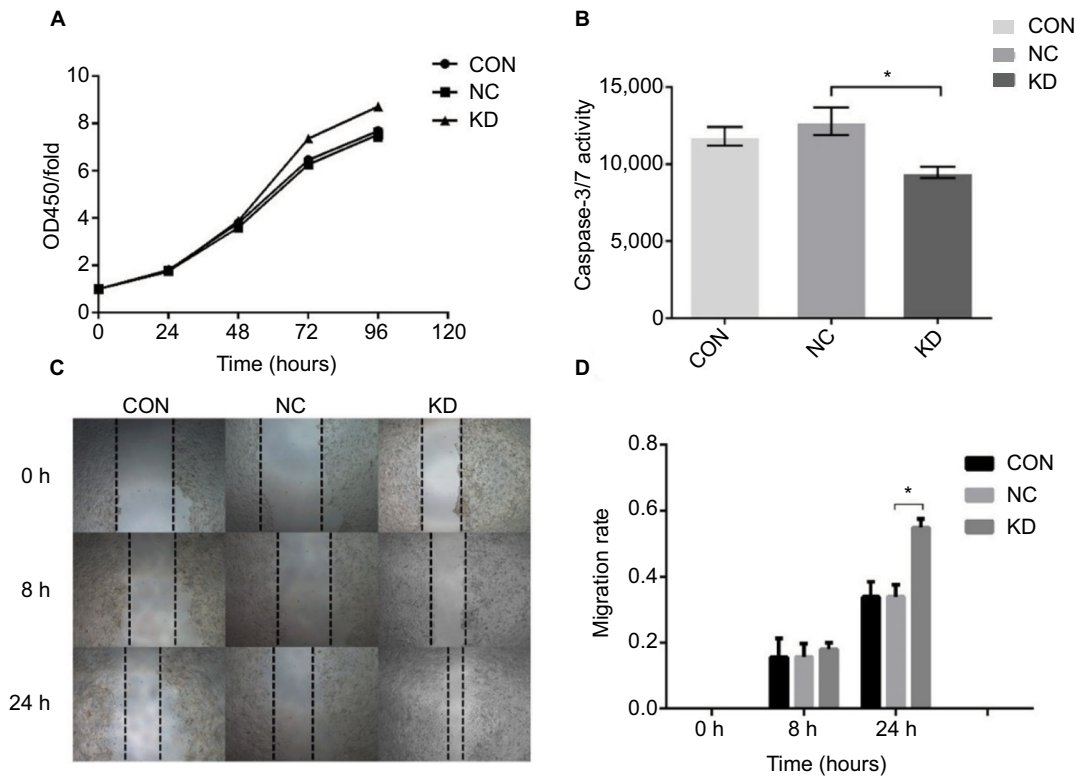 A
CON
NC
KD
10
8
6
4
2
0
OD450/fold
0 24 48 72 96 120
Time (hours)
B
CON
NC
KD
*
15,000
10,000
5,000
0
Caspase-3/7 activity
CON NC KD
C
CON NC KD
0 h
8 h
24 h
D
0.8
0.6
0.4
0.2
0.0
Migration rate
CON
NC
KD
*
0 h 8 h 24 h
Time (hours)